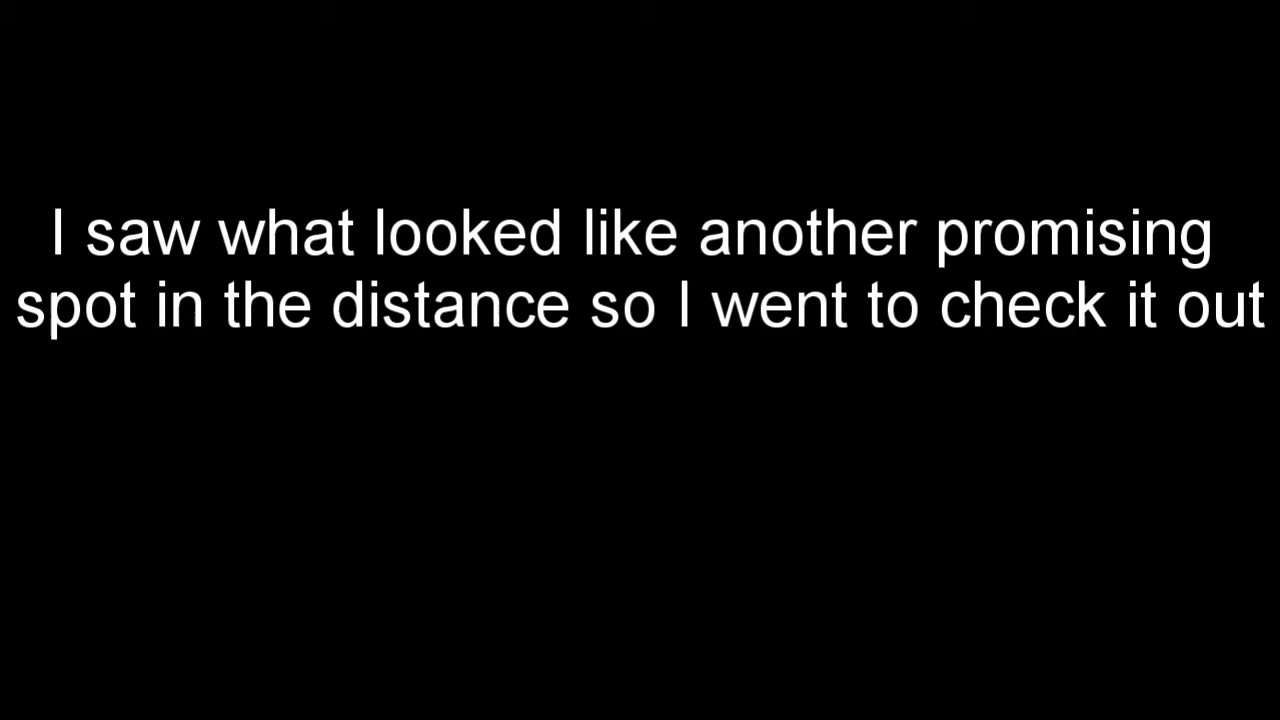 I saw what looked like another promising
spot in the distance so I went to check it out